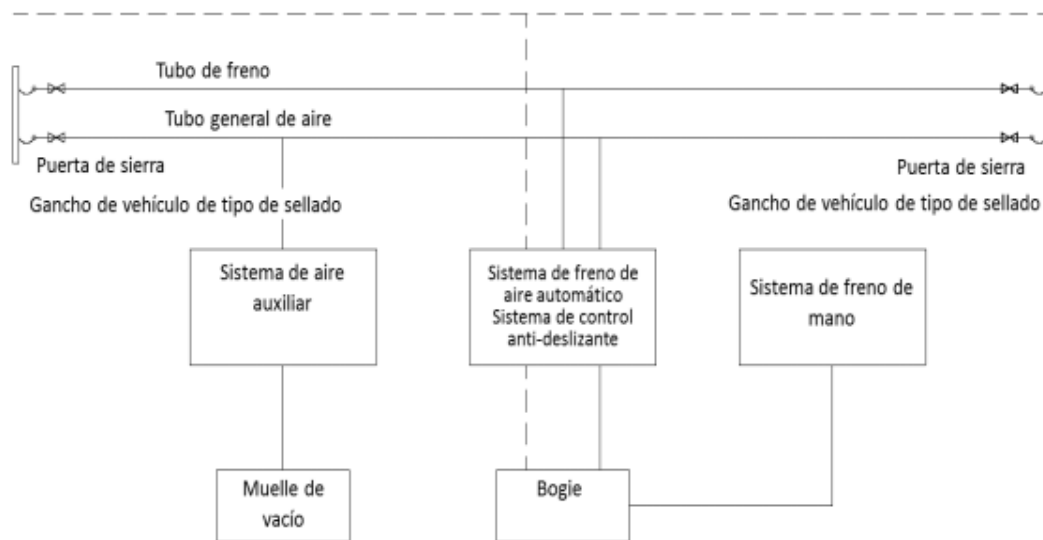 Tubo de freno
Tubo general de aire
Puerta de sierra
Puerta de sierra
Gancho de vehículo de tipo de sellado
Gancho de vehículo de tipo de sellado
Sistema de aire
auxiliar
Sistema de freno de
aire automático
Sistema de control
anti-deslizante
Sistema de freno de
mano
Muelle de
vacío
Bogie